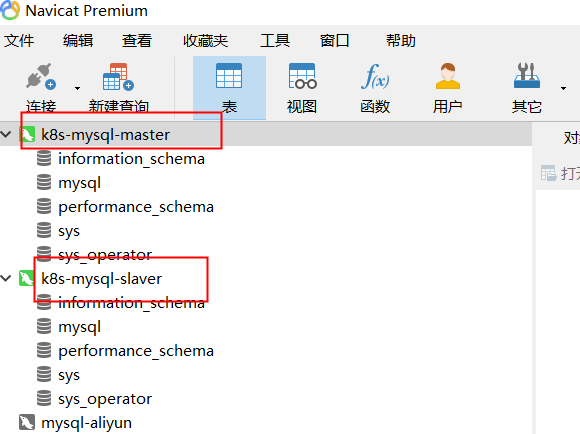 Navicat Premium
文件 编辑 查看 收藏夹 工具 窗口 帮助
连接 新建查询 表 视图 f(x) 函数 用户 其它
k8s-mysql-master
information_schema
mysql
performance_schema
sys
sys_operator
k8s-mysql-slaver
information_schema
mysql
performance_schema
sys
sys_operator
mysql-aliyun
对
打开